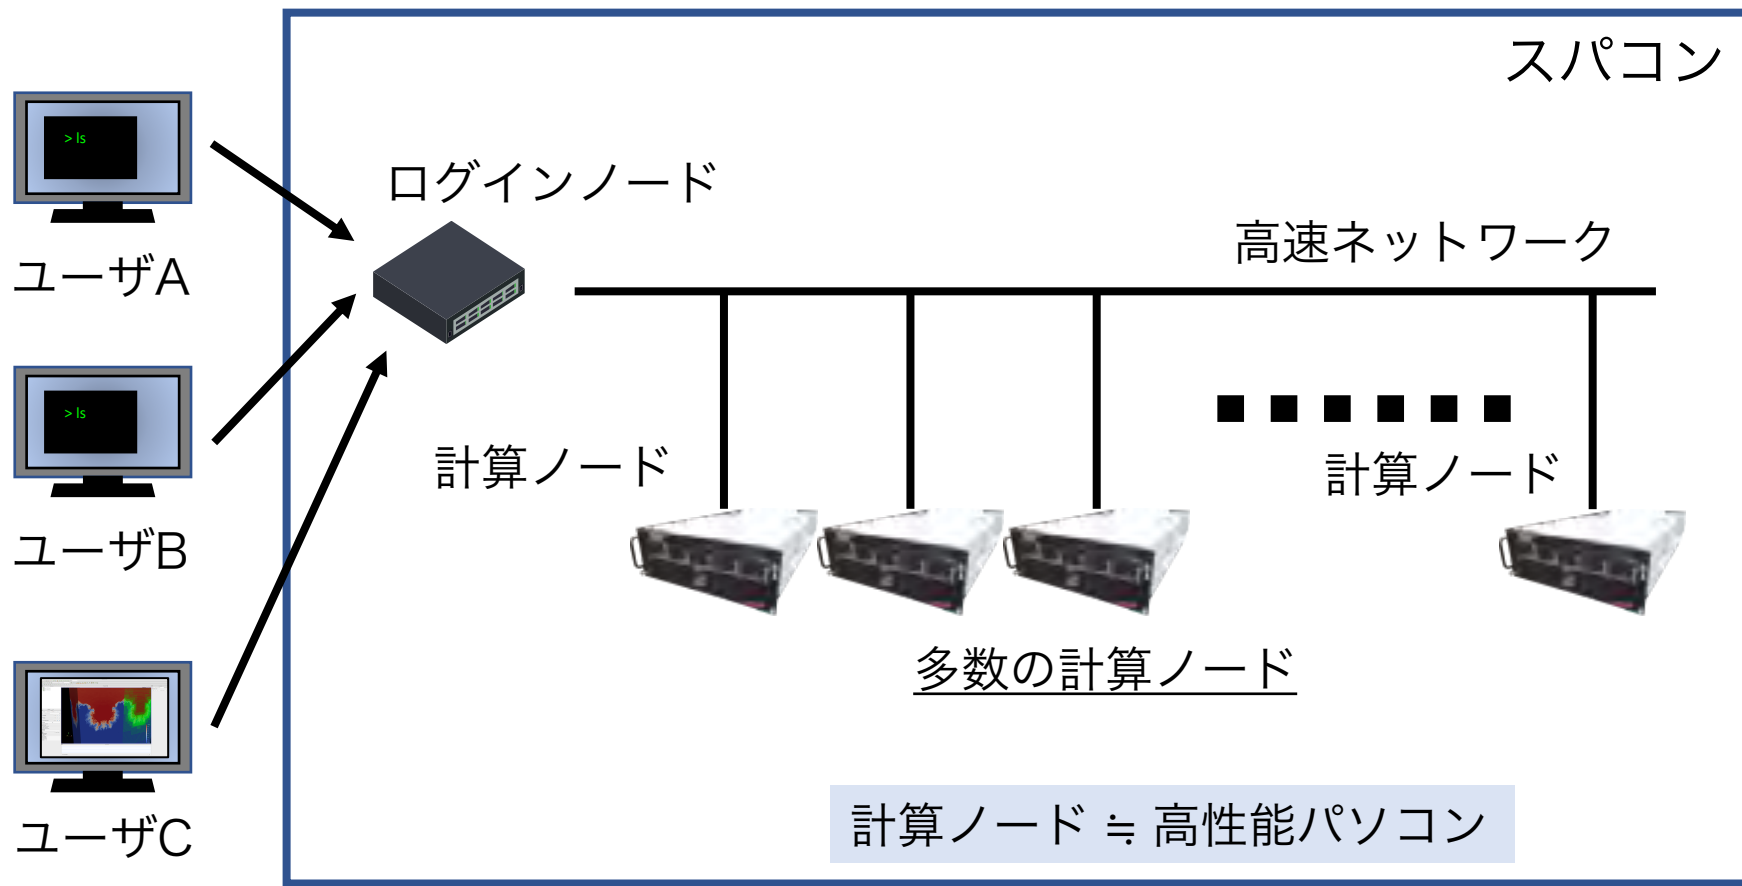 スパコン
> ls
ログインノード
高速ネットワーク
ユーザA
> ls
計算ノード
計算ノード
ユーザB
多数の計算ノード
計算ノード ≒ 高性能パソコン
ユーザC